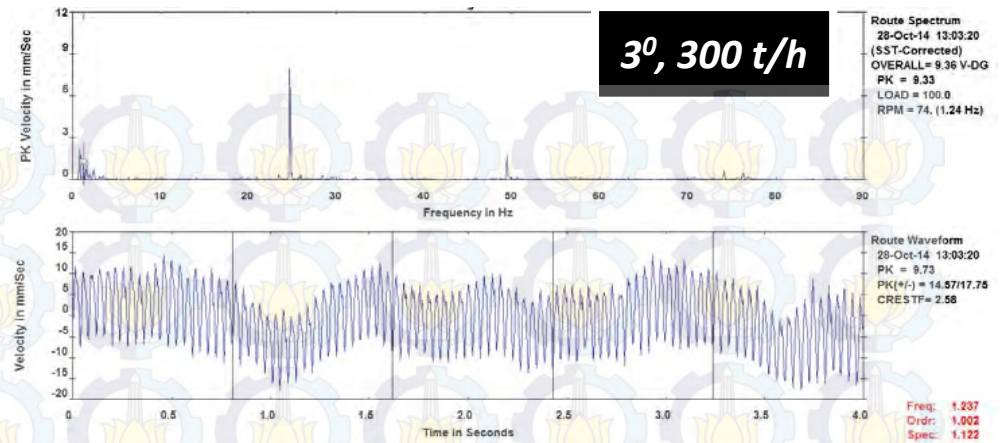 12
9
6
3
0
PK Velocity in mm/Sec
3⁰, 300 t/h
Route Spectrum
28-Oct-14 13:03:20
(SST-Corrected)
OVERALL= 9.36 V-DG
PK = 9.33
LOAD = 100.0
RPM = 74. (1.24 Hz)
0 10 20 30 40 50 60 70 80 90
Frequency in Hz
20
15
10
5
0
-5
-10
-15
-20
Velocity in mm/Sec
Route Waveform
28-Oct-14 13:03:20
PK = 9.73
PK(+/-) = 14.57/17.75
CRESTF= 2.58
0.5 1.0 1.5 2.0 2.5 3.0 3.5 4.0
Time in Seconds
Freq: 1.237
Ordr: 1.002
Spec: 1.122